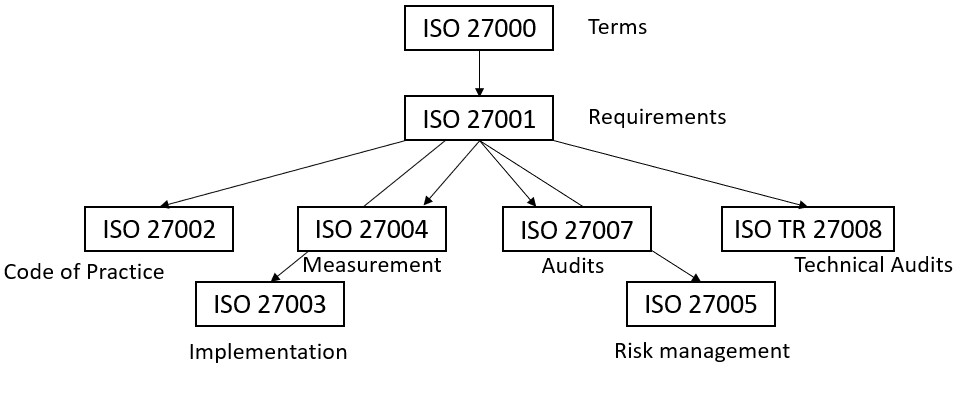 ISO 27000
Terms
ISO 27001
Requirements
ISO 27002
ISO 27004
ISO 27007
ISO TR 27008
Code of Practice
Measurement
Audits
Technical Audits
ISO 27003
ISO 27005
Implementation
Risk management